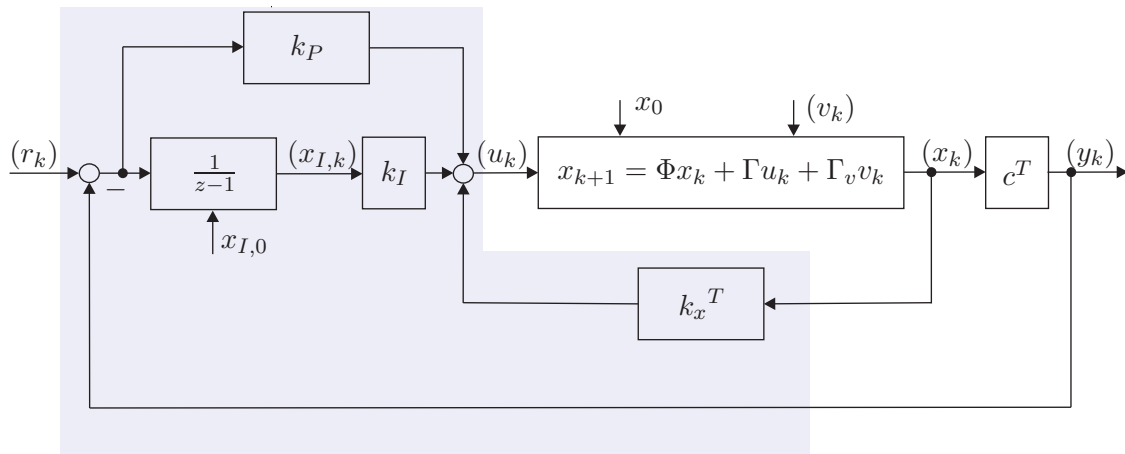 k_P
x_0
(v_k)
(r_k)
−
1/(z−1)
(x_{I,k})
k_I
(u_k)
x_{k+1} = Φx_k + Γu_k + Γ_v v_k
(x_k)
c^T
(y_k)
x_{I,0}
k_x^T